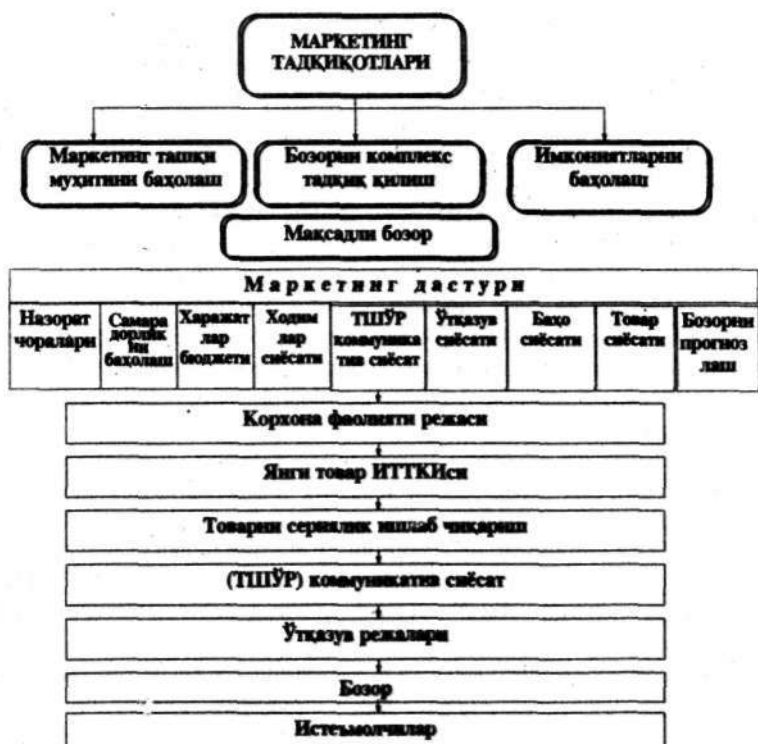 МАРКЕТИНГ
ТАДҚИҚОТЛАРИ
Маркетинг ташқи
муҳитини баҳолаш
Бозорни комплекс
тадқиқ қилиш
Имкониятларни
баҳолаш
Мақсадли бозор
Маркетинг дастури
Назорат
чоралари
Самара
дорлик
ни
баҳолаш
Харажат
лар
бюджети
Ходим
лар
сиёсати
ТШЎР
коммуника
тив сиёсат
Ўтказув
сиёсати
Баҳо
сиёсати
Товар
сиёсати
Бозорни
прогноз
лаш
Корхона фаолияти режаси
Янги товар ИТТКИси
Товарни сериялик ишлаб чиқариш
(ТШЎР) коммуникатив сиёсат
Ўтказув режалари
Бозор
Истеъмолчилар